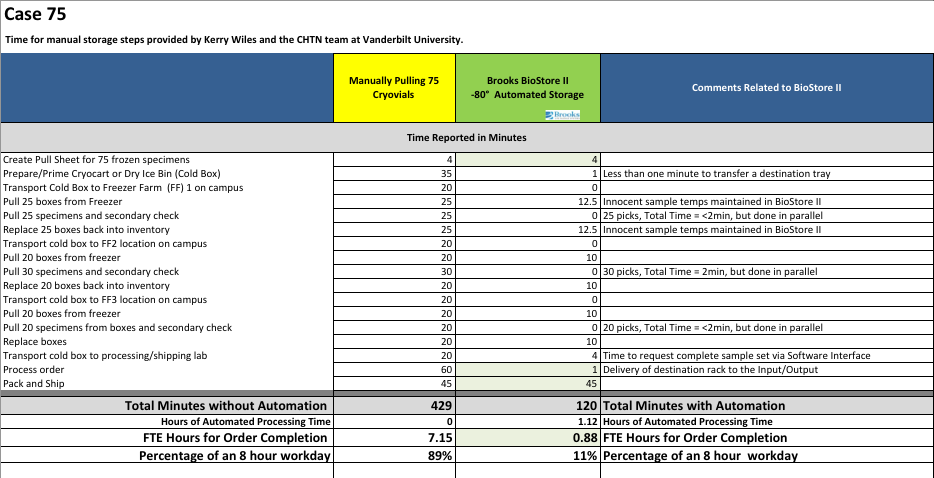 Case 75
Time for manual storage steps provided by Kerry Wiles and the CHTN team at Vanderbilt University.
Manually Pulling 75 Cryovials
Brooks BioStore II -80° Automated Storage
Brooks
Comments Related to BioStore II
Time Reported in Minutes
Create Pull Sheet for 75 frozen specimens 4 4
Prepare/Prime Cryocart or Dry Ice Bin (Cold Box) 35 1 Less than one minute to transfer a destination tray
Transport Cold Box to Freezer Farm (FF) 1 on campus 20 0
Pull 25 boxes from Freezer 25 12.5 Innocent sample temps maintained in BioStore II
Pull 25 specimens and secondary check 25 0 25 picks, Total Time = <2min, but done in parallel
Replace 25 boxes back into inventory 25 12.5 Innocent sample temps maintained in BioStore II
Transport cold box to FF2 location on campus 20 0
Pull 20 boxes from freezer 20 10
Pull 30 specimens and secondary check 30 0 30 picks, Total Time = 2min, but done in parallel
Replace 20 boxes back into inventory 20 10
Transport cold box to FF3 location on campus 20 0
Pull 20 boxes from freezer 20 10
Pull 20 specimens from boxes and secondary check 20 0 20 picks, Total Time = <2min, but done in parallel
Replace boxes 20 10
Transport cold box to processing/shipping lab 20 4 Time to request complete sample set via Software Interface
Process order 60 1 Delivery of destination rack to the Input/Output
Pack and Ship 45 45
Total Minutes without Automation 429 120 Total Minutes with Automation
Hours of Automated Processing Time 0 1.12 Hours of Automated Processing Time
FTE Hours for Order Completion 7.15 0.88 FTE Hours for Order Completion
Percentage of an 8 hour workday 89% 11% Percentage of an 8 hour workday